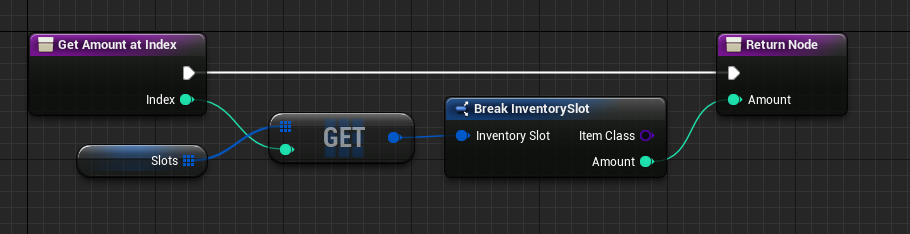 Get Amount at Index
Return Node
Index
Amount
Break InventorySlot
GET
Inventory Slot
Item Class
Slots
Amount